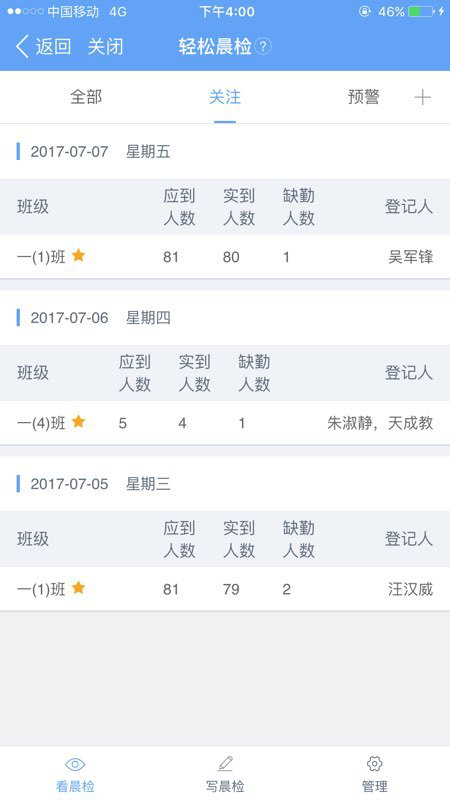 中国移动 4G 下午4:00 46%
返回 关闭 轻松晨检 ?
全部 关注 预警 +
2017-07-07 星期五
班级 应到人数 实到人数 缺勤人数 登记人
一(1)班 81 80 1 吴军锋
2017-07-06 星期四
班级 应到人数 实到人数 缺勤人数 登记人
一(4)班 5 4 1 朱淑静，天成教
2017-07-05 星期三
班级 应到人数 实到人数 缺勤人数 登记人
一(1)班 81 79 2 汪汉威
看晨检 写晨检 管理